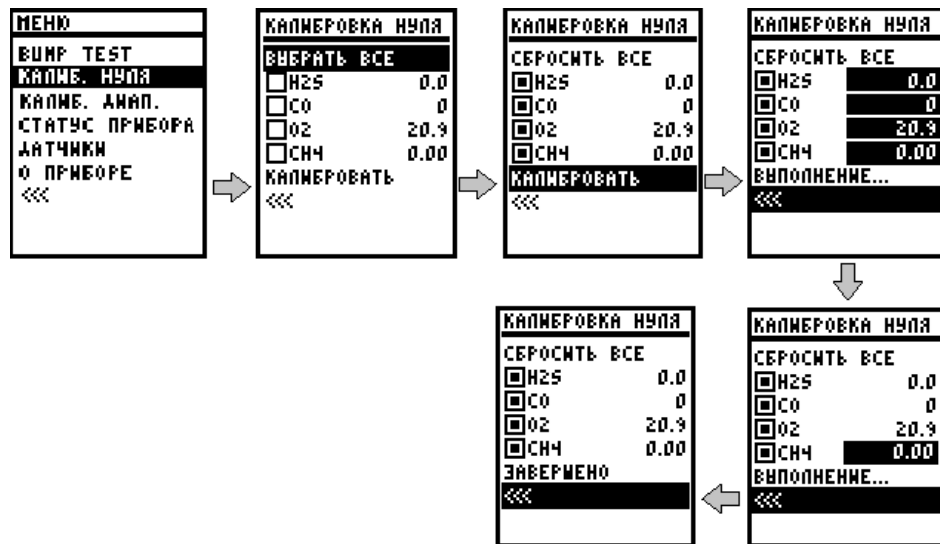 МЕНЮ
BUMP TEST
КАЛИБ. НУЛЯ
КАЛИБ. ДИАП.
СТАТУС ПРИБОРА
ДАТЧИКИ
О ПРИБОРЕ
<<<
КАЛИБРОВКА НУЛЯ
ВЫБРАТЬ ВСЕ
H2S 0.0
CO 0
O2 20.9
CH4 0.00
КАЛИБРОВАТЬ
<<<
КАЛИБРОВКА НУЛЯ
СБРОСИТЬ ВСЕ
H2S 0.0
CO 0
O2 20.9
CH4 0.00
КАЛИБРОВАТЬ
<<<
КАЛИБРОВКА НУЛЯ
СБРОСИТЬ ВСЕ
H2S 0.0
CO 0
O2 20.9
CH4 0.00
ВЫПОЛНЕНИЕ...
<<<
КАЛИБРОВКА НУЛЯ
СБРОСИТЬ ВСЕ
H2S 0.0
CO 0
O2 20.9
CH4 0.00
ВЫПОЛНЕНИЕ...
<<<
КАЛИБРОВКА НУЛЯ
СБРОСИТЬ ВСЕ
H2S 0.0
CO 0
O2 20.9
CH4 0.00
ЗАВЕРШЕНО
<<<